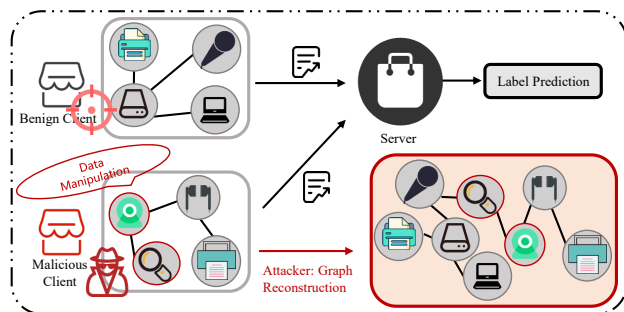 Benign Client
Server
Label Prediction
Data
Manipulation
Malicious
Client
Attacker: Graph
Reconstruction